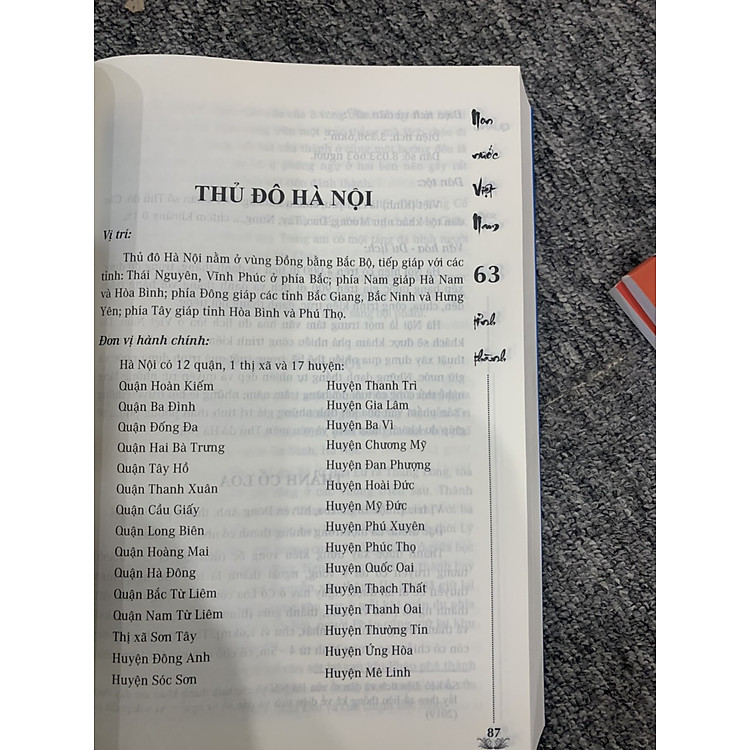 THỦ ĐÔ HÀ NỘI
Vị trí:
Thủ đô Hà Nội nằm ở vùng Đồng bằng Bắc Bộ, tiếp giáp với các
tỉnh: Thái Nguyên, Vĩnh Phúc ở phía Bắc; phía Nam giáp Hà Nam
và Hòa Bình; phía Đông giáp các tỉnh Bắc Giang, Bắc Ninh và Hưng
Yên; phía Tây giáp tỉnh Hòa Bình và Phú Thọ.
Đơn vị hành chính:
Hà Nội có 12 quận, 1 thị xã và 17 huyện:
Quận Hoàn Kiếm
Quận Ba Đình
Quận Đống Đa
Quận Hai Bà Trưng
Quận Tây Hồ
Quận Thanh Xuân
Quận Cầu Giấy
Quận Long Biên
Quận Hoàng Mai
Quận Hà Đông
Quận Bắc Từ Liêm
Quận Nam Từ Liêm
Thị xã Sơn Tây
Huyện Đông Anh
Huyện Sóc Sơn
Huyện Thanh Trì
Huyện Gia Lâm
Huyện Ba Vì
Huyện Chương Mỹ
Huyện Đan Phượng
Huyện Hoài Đức
Huyện Mỹ Đức
Huyện Phú Xuyên
Huyện Phúc Thọ
Huyện Quốc Oai
Huyện Thạch Thất
Huyện Thanh Oai
Huyện Thường Tín
Huyện Ứng Hòa
Huyện Mê Linh
Non
nước
Việt
Nam
63
tỉnh
thành
87